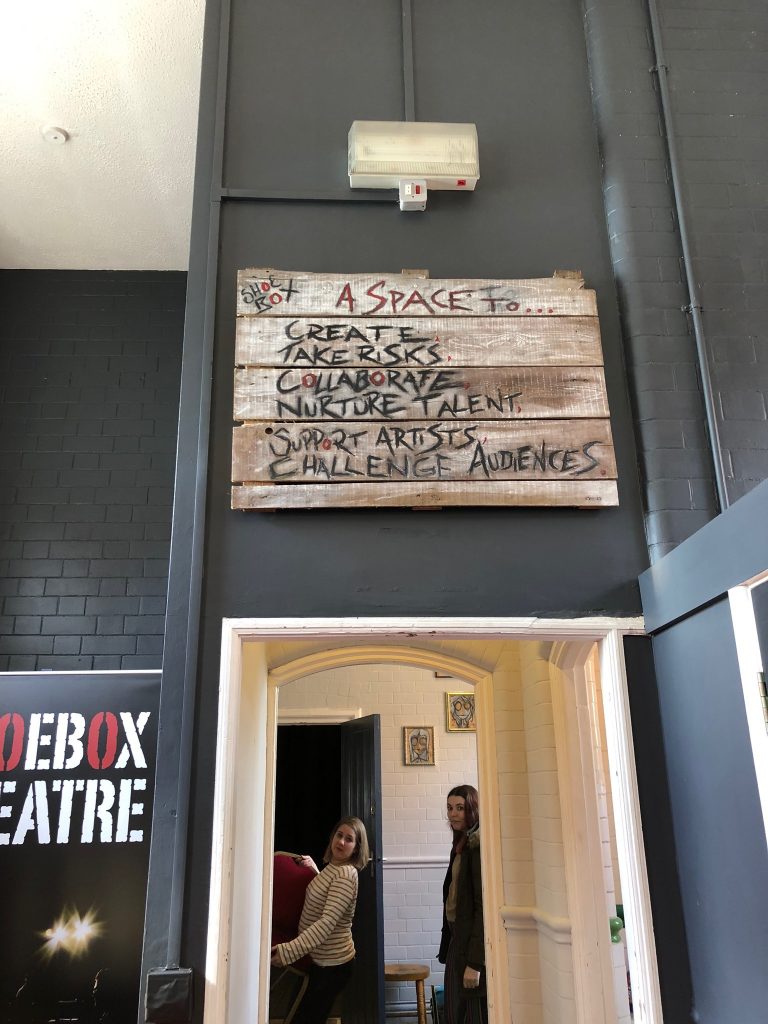 SHOE
BOX
A SPACE TO...
CREATE,
TAKE RISKS,
COLLABORATE,
NURTURE TALENT,
SUPPORT ARTISTS,
CHALLENGE AUDIENCES.
OEBOX
EATRE